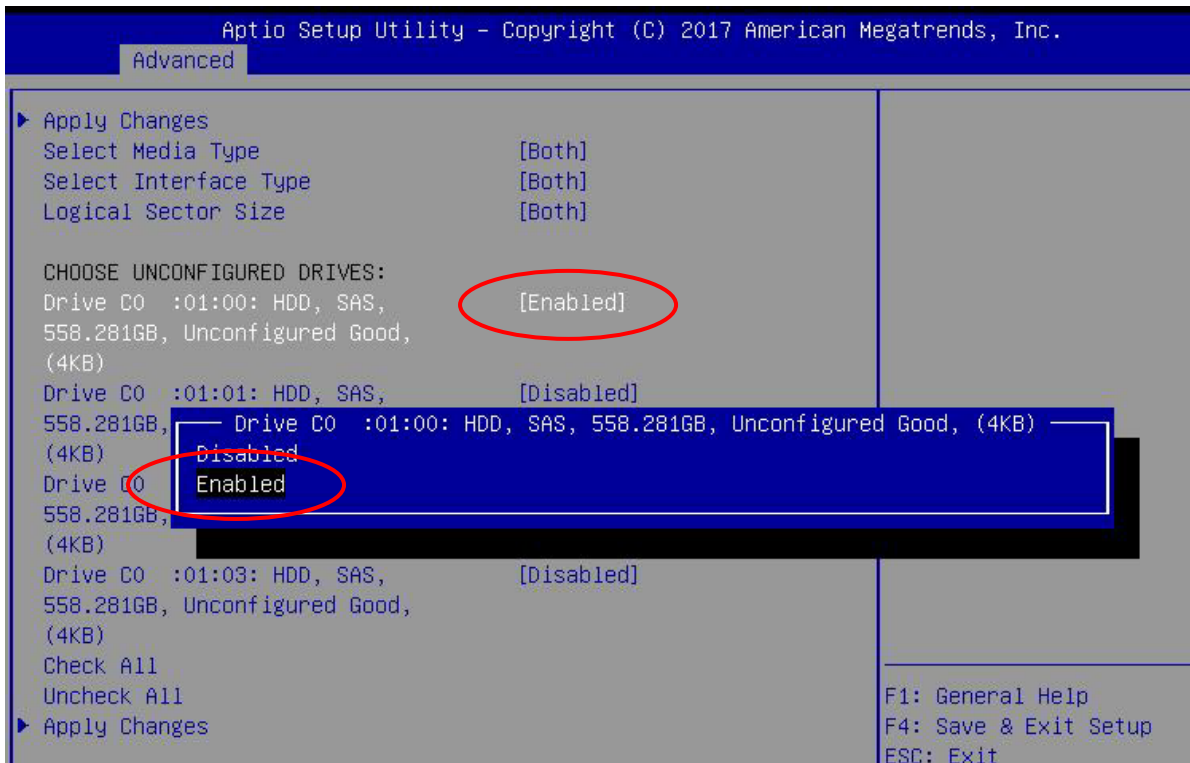 Aptio Setup Utility – Copyright (C) 2017 American Megatrends, Inc.
Advanced
Apply Changes
Select Media Type [Both]
Select Interface Type [Both]
Logical Sector Size [Both]
CHOOSE UNCONFIGURED DRIVES:
Drive C0 :01:00: HDD, SAS, [Enabled]
558.281GB, Unconfigured Good,
(4KB)
Drive C0 :01:01: HDD, SAS, [Disabled]
558.281GB,
Drive C0 :01:00: HDD, SAS, 558.281GB, Unconfigured Good, (4KB)
(4KB)
Disabled
Drive C0
Enabled
558.281GB,
(4KB)
Drive C0 :01:03: HDD, SAS, [Disabled]
558.281GB, Unconfigured Good,
(4KB)
Check All
Uncheck All
Apply Changes
F1: General Help
F4: Save & Exit Setup
ESC: Exit